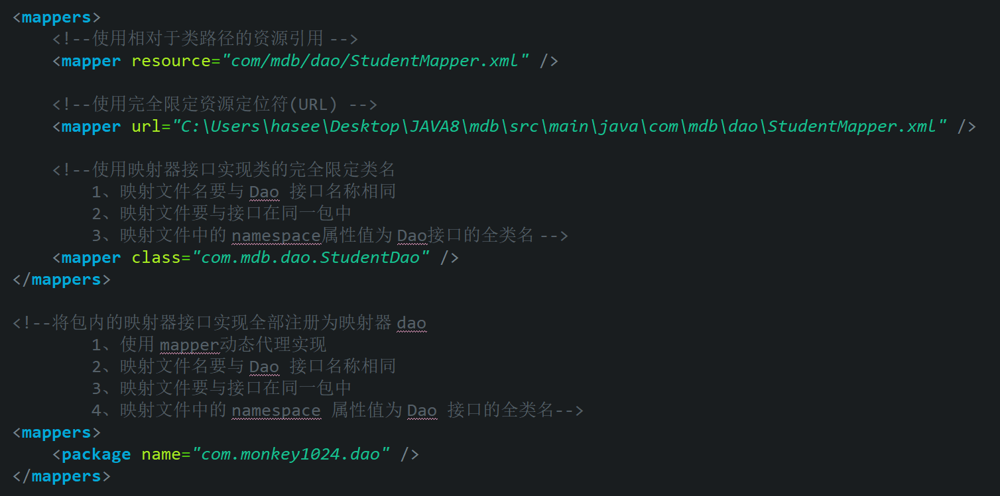 <mappers>
<!--使用相对于类路径的资源引用 -->
<mapper resource="com/mdb/dao/StudentMapper.xml" />
<!--使用完全限定资源定位符(URL) -->
<mapper url="C:\Users\hasee\Desktop\JAVA8\mdb\src\main\java\com\mdb\dao\StudentMapper.xml" />
<!--使用映射器接口实现类的完全限定类名
1、映射文件名要与 Dao 接口名称相同
2、映射文件要与接口在同一包中
3、映射文件中的 namespace属性值为 Dao接口的全类名 -->
<mapper class="com.mdb.dao.StudentDao" />
</mappers>
<!--将包内的映射器接口实现全部注册为映射器 dao
1、使用 mapper动态代理实现
2、映射文件名要与 Dao 接口名称相同
3、映射文件要与接口在同一包中
4、映射文件中的 namespace 属性值为 Dao 接口的全类名-->
<mappers>
<package name="com.monkey1024.dao" />
</mappers>